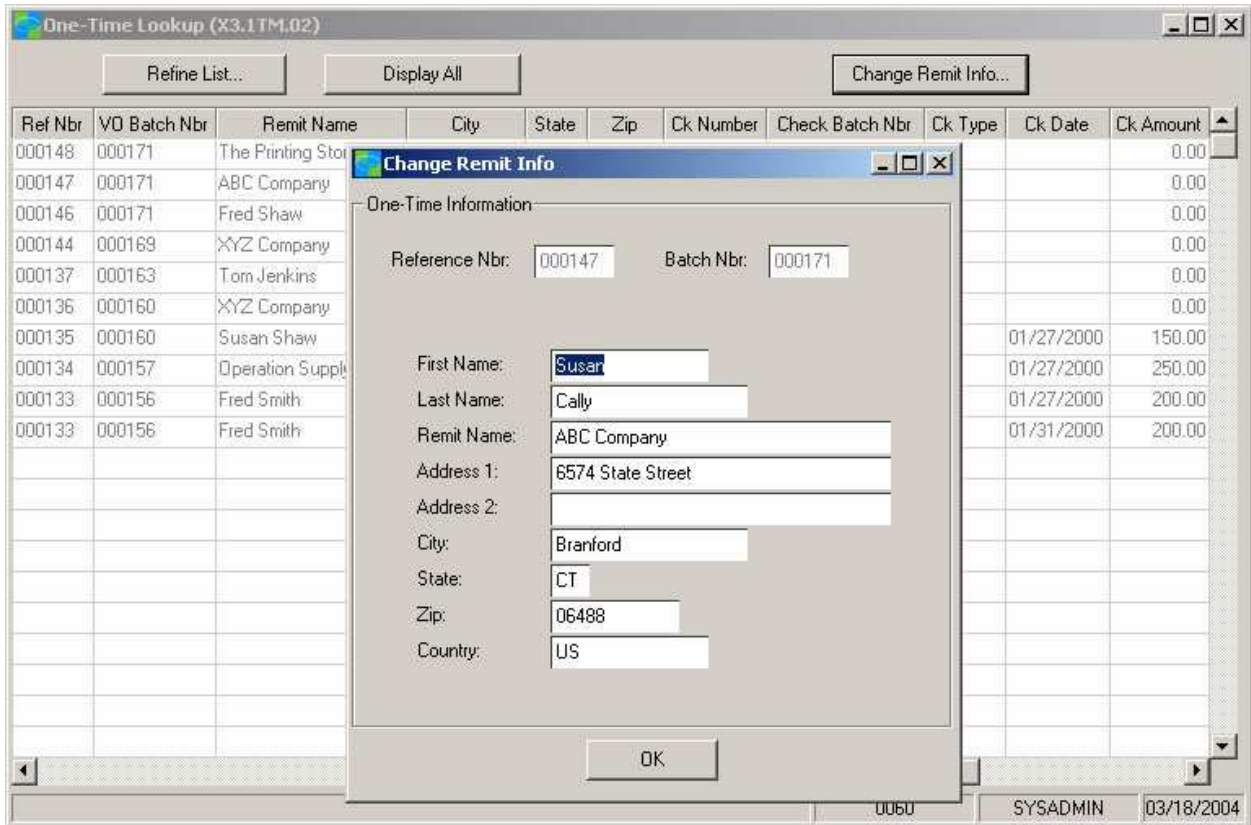 One-Time Lookup (X3.1TM.02)
Refine List... Display All Change Remit Info...
Ref Nbr VO Batch Nbr Remit Name City State Zip Ck Number Check Batch Nbr Ck Type Ck Date Ck Amount
000148 000171 The Printing Stor 0.00
000147 000171 ABC Company 0.00
000146 000171 Fred Shaw 0.00
000144 000169 XYZ Company 0.00
000137 000163 Tom Jenkins 0.00
000136 000160 XYZ Company 0.00
000135 000160 Susan Shaw 01/27/2000 150.00
000134 000157 Operation Supply 01/27/2000 250.00
000133 000156 Fred Smith 01/27/2000 200.00
000133 000156 Fred Smith 01/31/2000 200.00
Change Remit Info
One-Time Information
Reference Nbr: 000147 Batch Nbr: 000171
First Name: Susan
Last Name: Cally
Remit Name: ABC Company
Address 1: 6574 State Street
Address 2:
City: Branford
State: CT
Zip: 06488
Country: US
OK
0060 SYSADMIN 03/18/2004